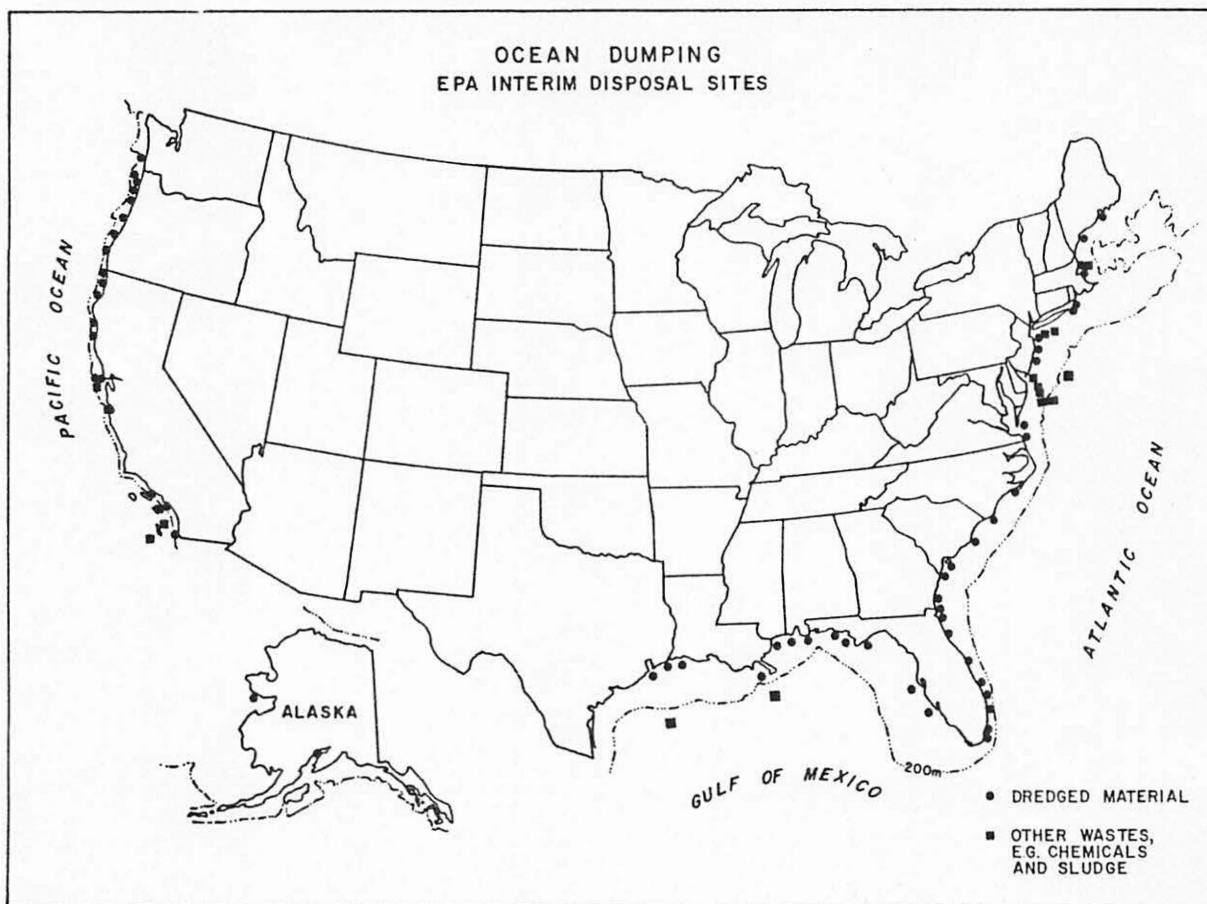 OCEAN DUMPING
EPA INTERIM DISPOSAL SITES
PACIFIC OCEAN
ATLANTIC OCEAN
ALASKA
200m
GULF OF MEXICO
DREDGED MATERIAL
OTHER WASTES,
E.G. CHEMICALS
AND SLUDGE